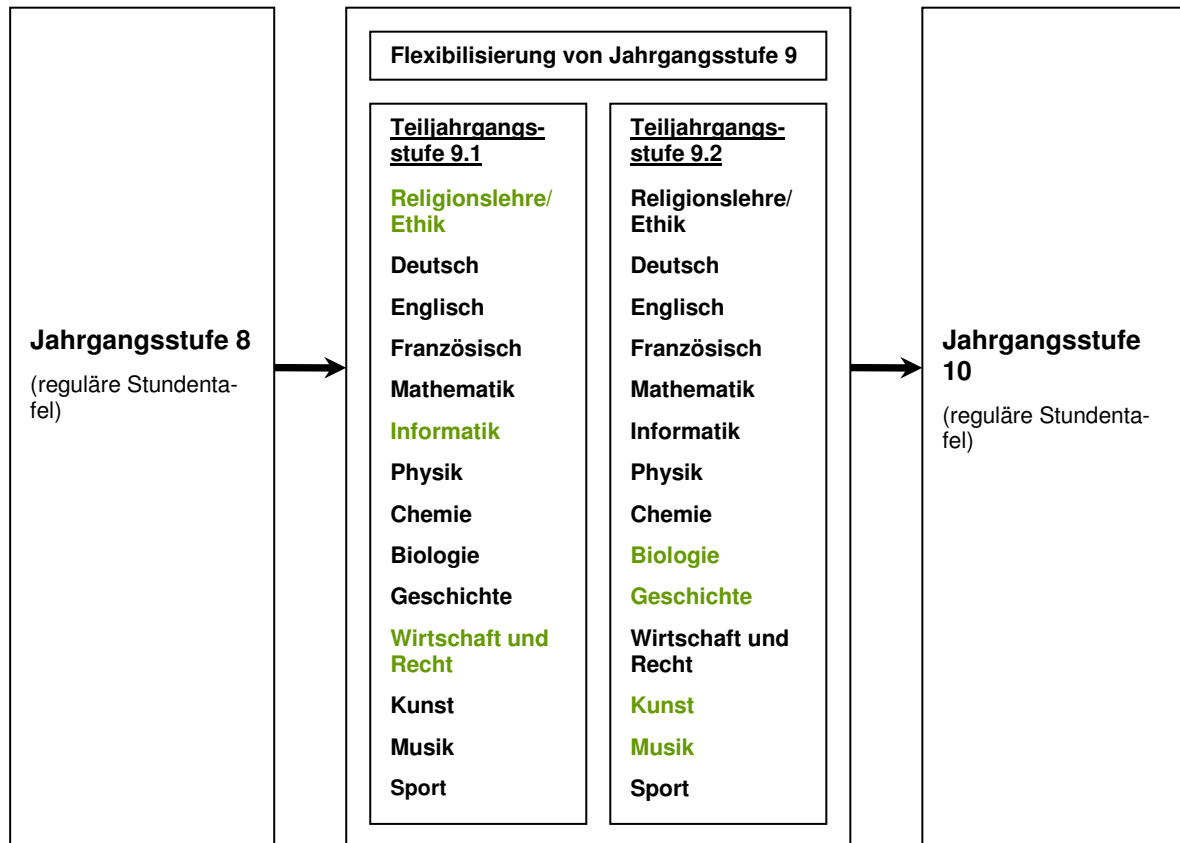 Flexibilisierung von Jahrgangsstufe 9
Jahrgangsstufe 8
(reguläre Stundenta-
fel)
Teiljahrgangs-
stufe 9.1
Religionslehre/
Ethik
Deutsch
Englisch
Französisch
Mathematik
Informatik
Physik
Chemie
Biologie
Geschichte
Wirtschaft und
Recht
Kunst
Musik
Sport
Teiljahrgangs-
stufe 9.2
Religionslehre/
Ethik
Deutsch
Englisch
Französisch
Mathematik
Informatik
Physik
Chemie
Biologie
Geschichte
Wirtschaft und
Recht
Kunst
Musik
Sport
Jahrgangsstufe
10
(reguläre Stundenta-
fel)